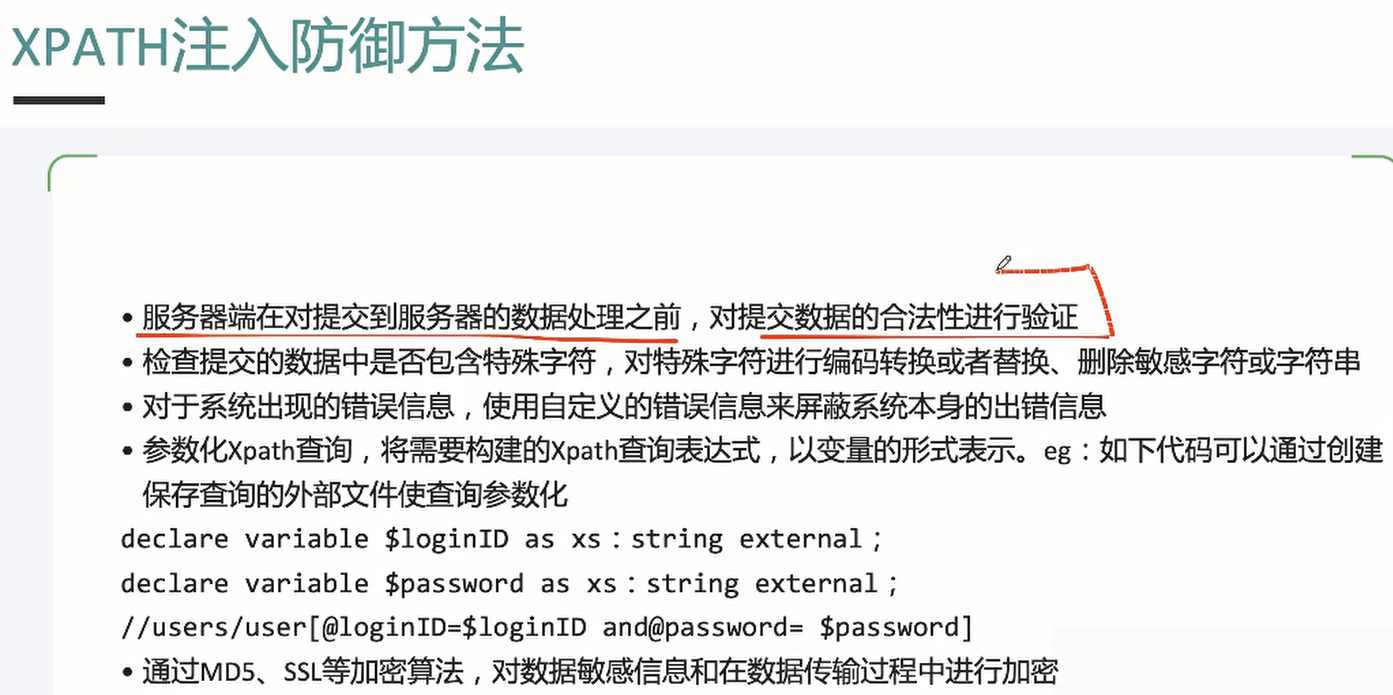 XPATH注入防御方法
• 服务器端在对提交到服务器的数据处理之前，对提交数据的合法性进行验证
• 检查提交的数据中是否包含特殊字符，对特殊字符进行编码转换或者替换、删除敏感字符或字符串
• 对于系统出现的错误信息，使用自定义的错误信息来屏蔽系统本身的出错信息
• 参数化Xpath查询，将需要构建的Xpath查询表达式，以变量的形式表示。eg：如下代码可以通过创建
保存查询的外部文件使查询参数化
declare variable $loginID as xs：string external；
declare variable $password as xs：string external；
//users/user[@loginID=$loginID and@password= $password]
• 通过MD5、SSL等加密算法，对数据敏感信息和在数据传输过程中进行加密